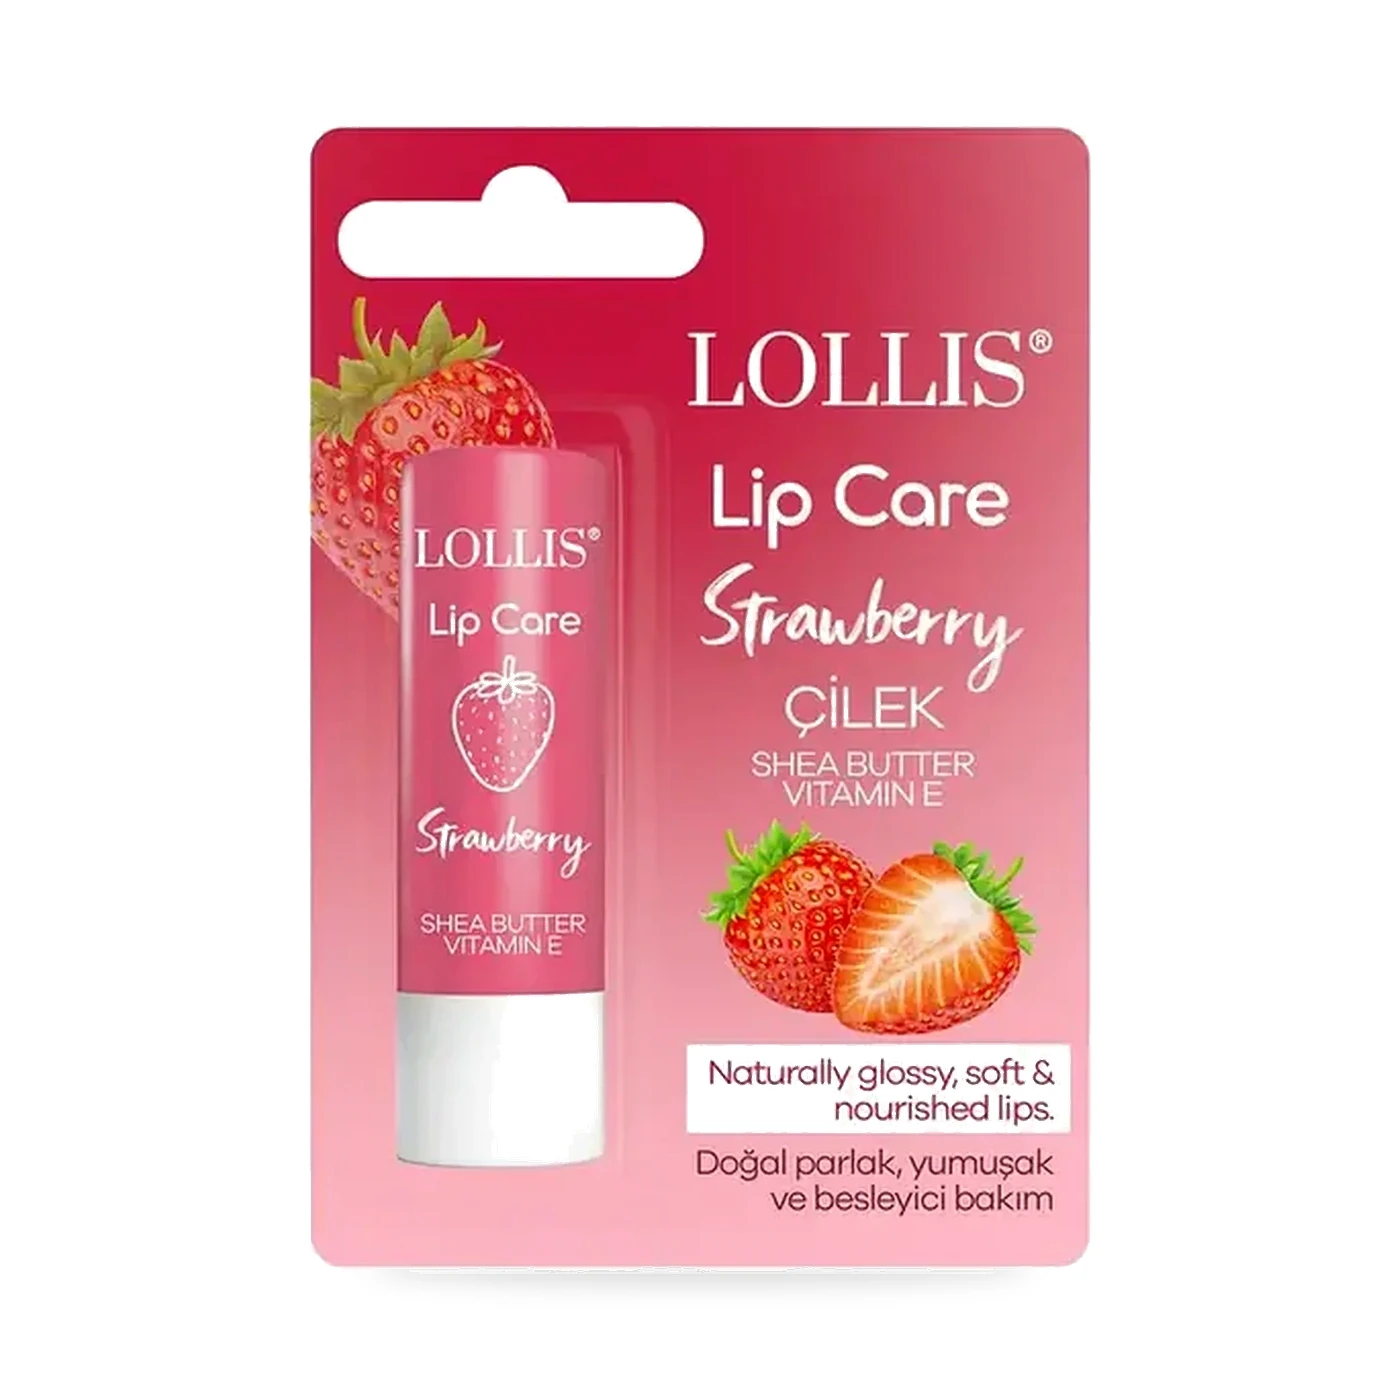 LOLLIS®
Lip Care
Strawberry
ÇİLEK
SHEA BUTTER
VITAMIN E
Naturally glossy, soft &
nourished lips.
Doğal parlak, yumuşak
ve besleyici bakım
LOLLIS®
Lip Care
Strawberry
SHEA BUTTER
VITAMIN E